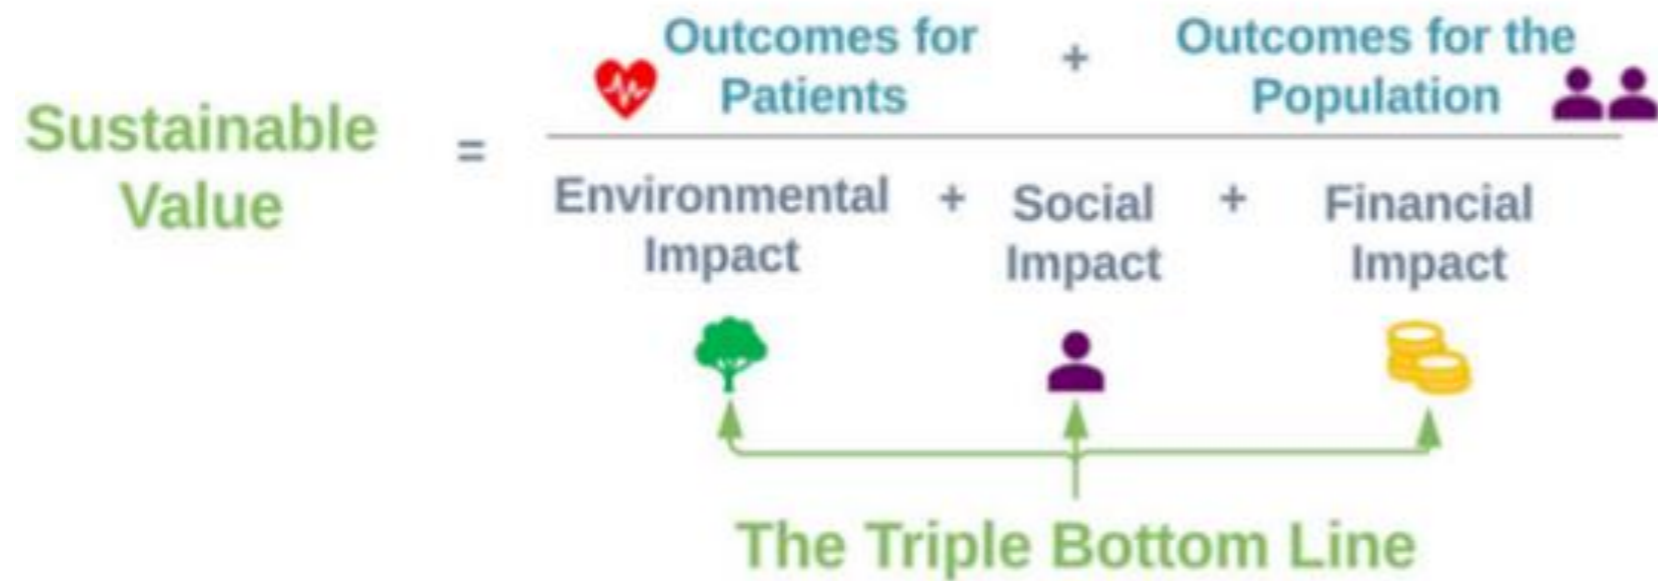 Outcomes for + Outcomes for the
Patients Population
Sustainable =
Value
Environmental + Social + Financial
Impact Impact Impact
The Triple Bottom Line